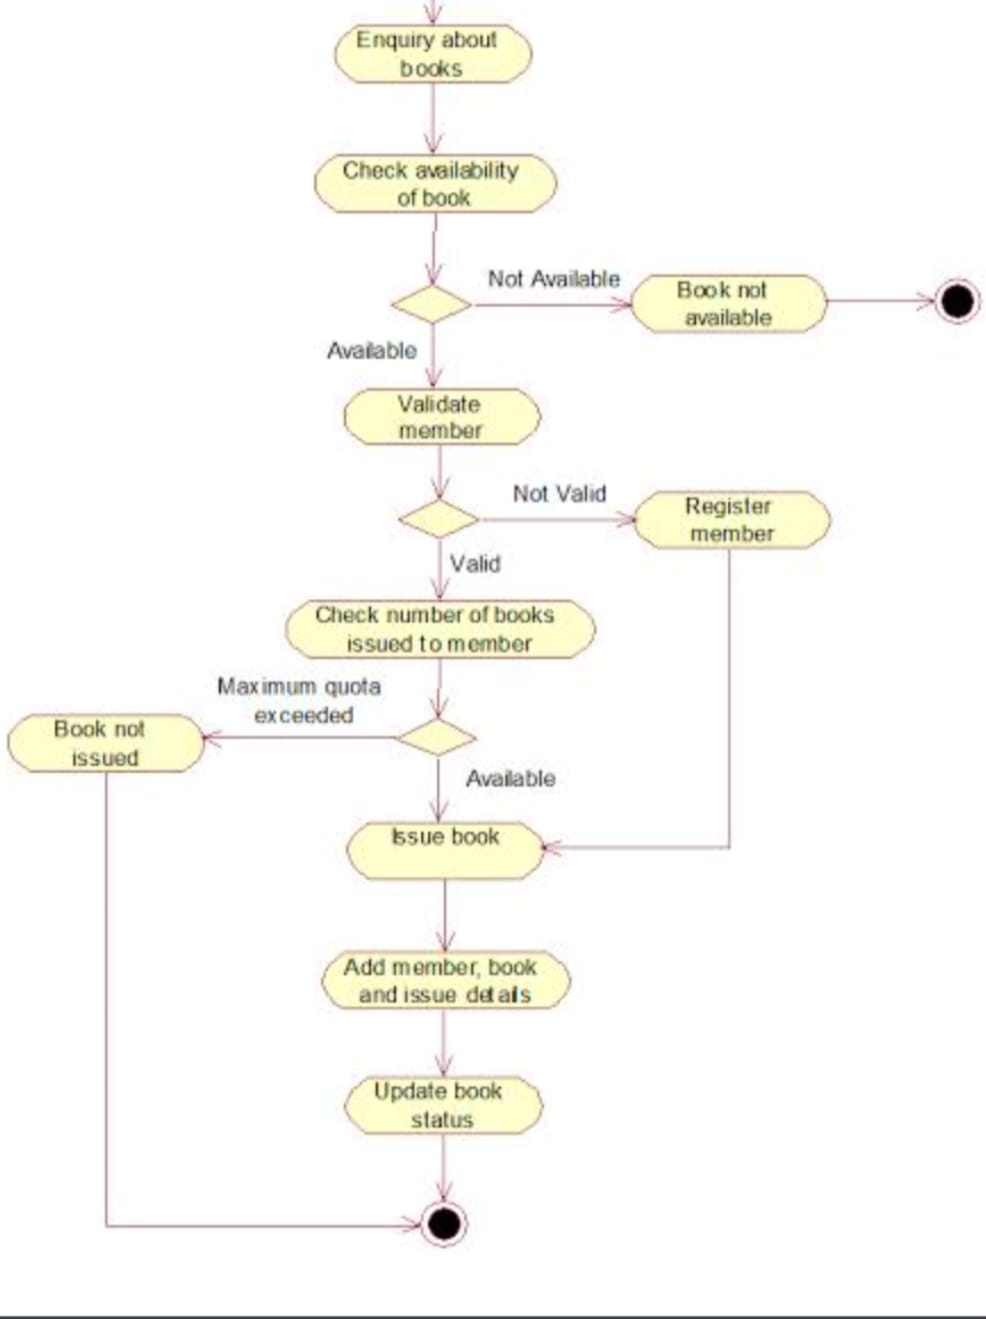 Enquiry about
books
Check availability
of book
Not Available
Book not
available
Available
Validate
member
Not Valid
Register
member
Valid
Check number of books
issued to member
Maximum quota
exceeded
Book not
issued
Available
Issue book
Add member, book
and issue details
Update book
status